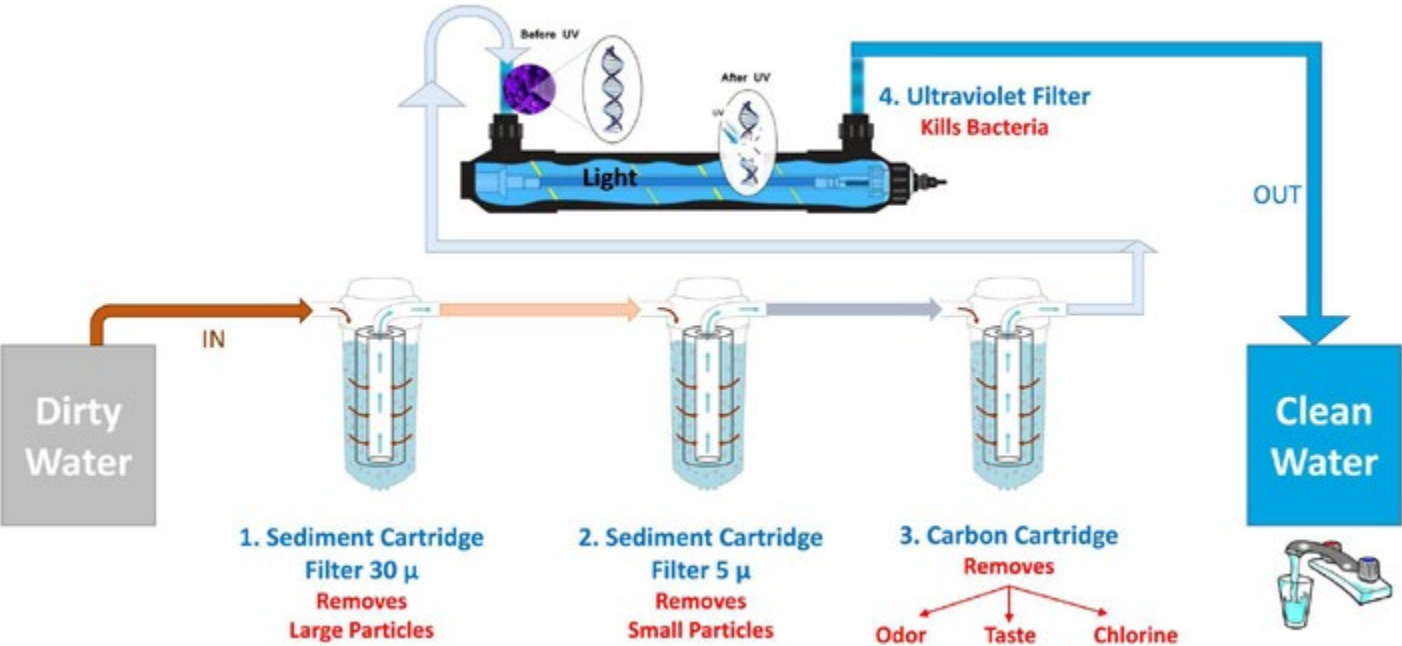 Before UV
After UV
UV
4. Ultraviolet Filter
Kills Bacteria
Light
OUT
IN
Dirty
Water
Clean
Water
1. Sediment Cartridge
Filter 30 μ
Removes
Large Particles
2. Sediment Cartridge
Filter 5 μ
Removes
Small Particles
3. Carbon Cartridge
Removes
Odor
Taste
Chlorine